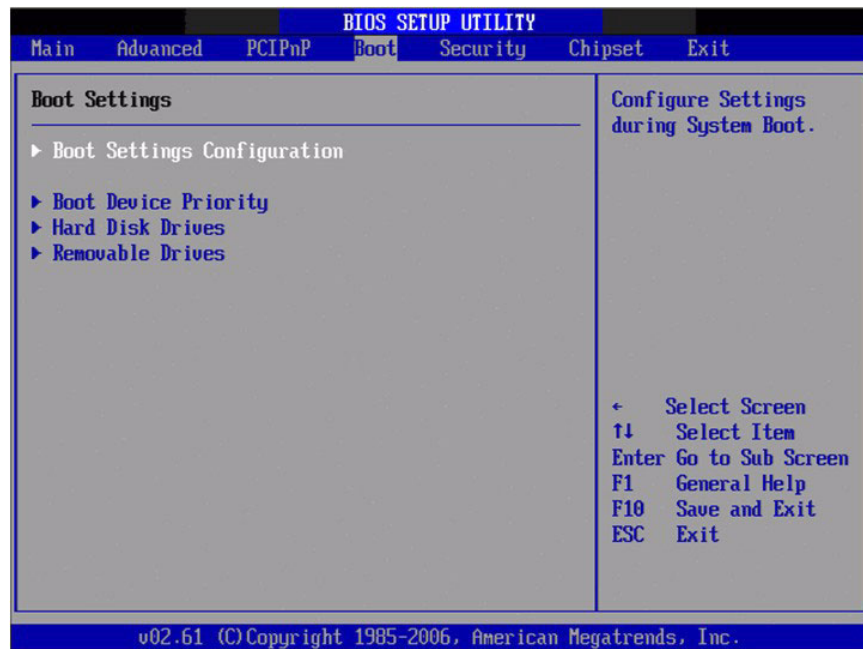 BIOS SETUP UTILITY
Main Advanced PCIPnP Boot Security Chipset Exit
Boot Settings
▶ Boot Settings Configuration
▶ Boot Device Priority
▶ Hard Disk Drives
▶ Removable Drives
Configure Settings
during System Boot.
← Select Screen
↑↓ Select Item
Enter Go to Sub Screen
F1 General Help
F10 Save and Exit
ESC Exit
v02.61 (C)Copyright 1985-2006, American Megatrends, Inc.